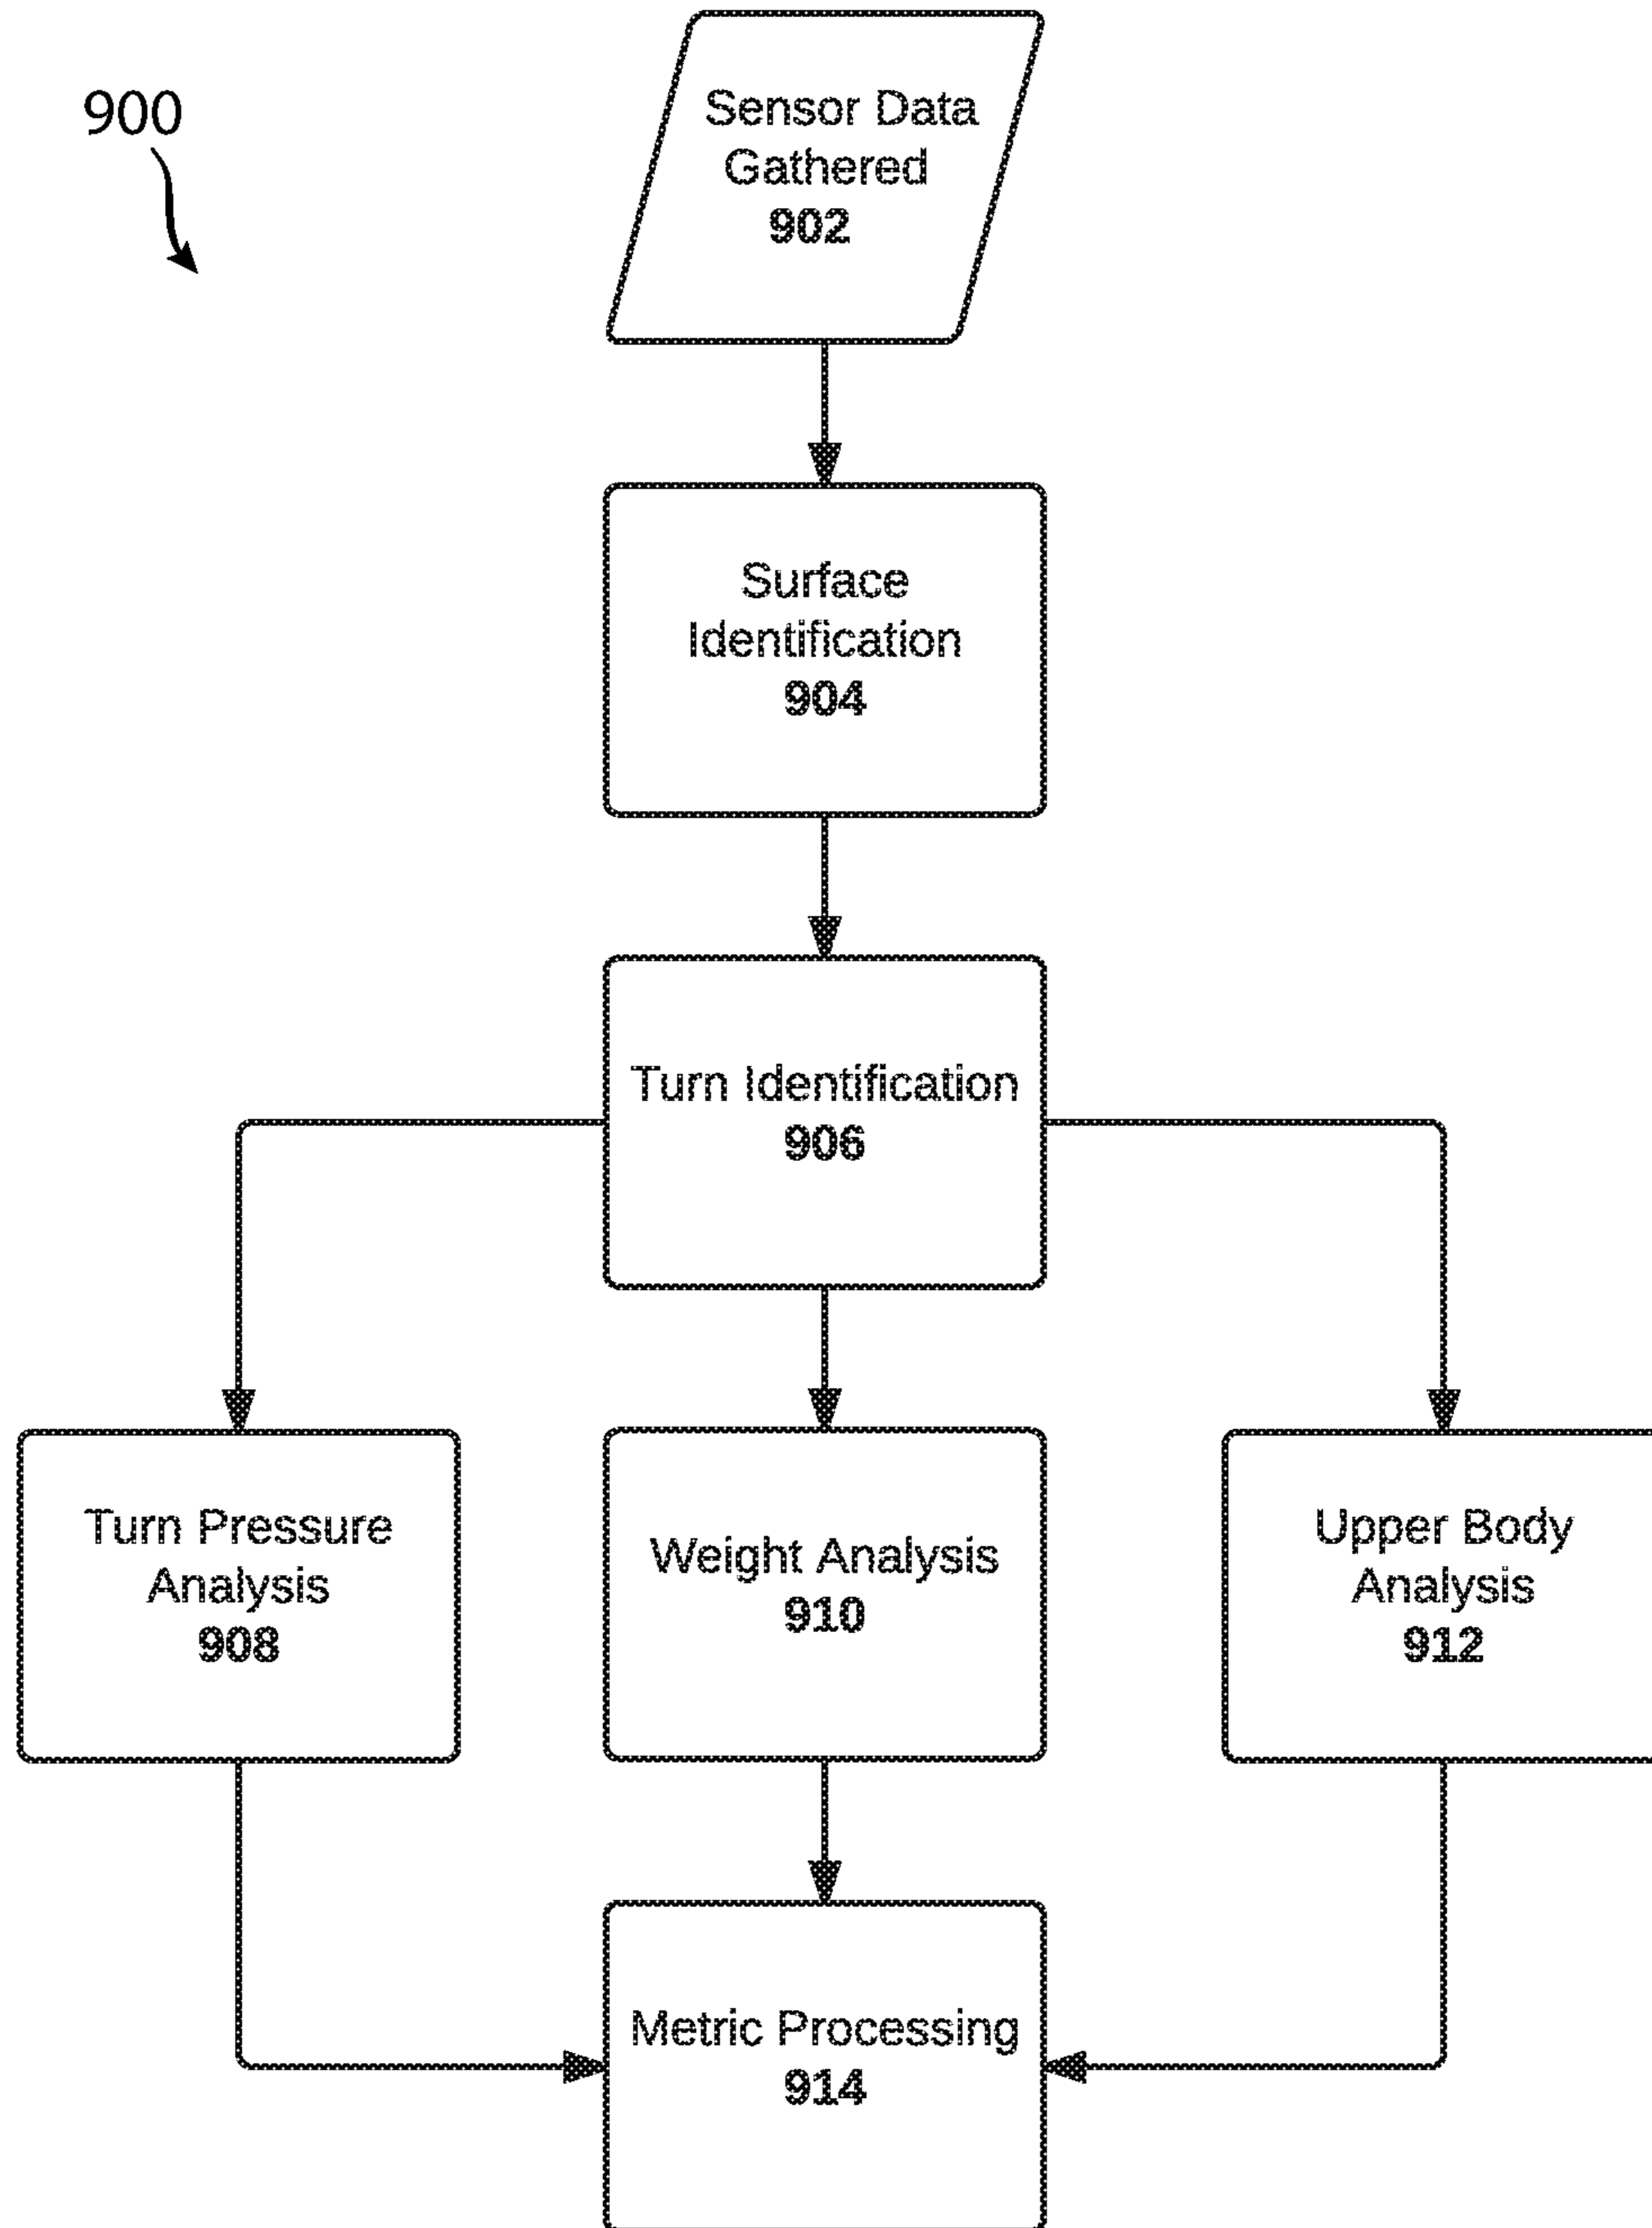 900
Sensor Data
Gathered
902
Surface
Identification
904
Turn Identification
906
Turn Pressure
Analysis
908
Weight Analysis
910
Upper Body
Analysis
912
Metric Processing
914